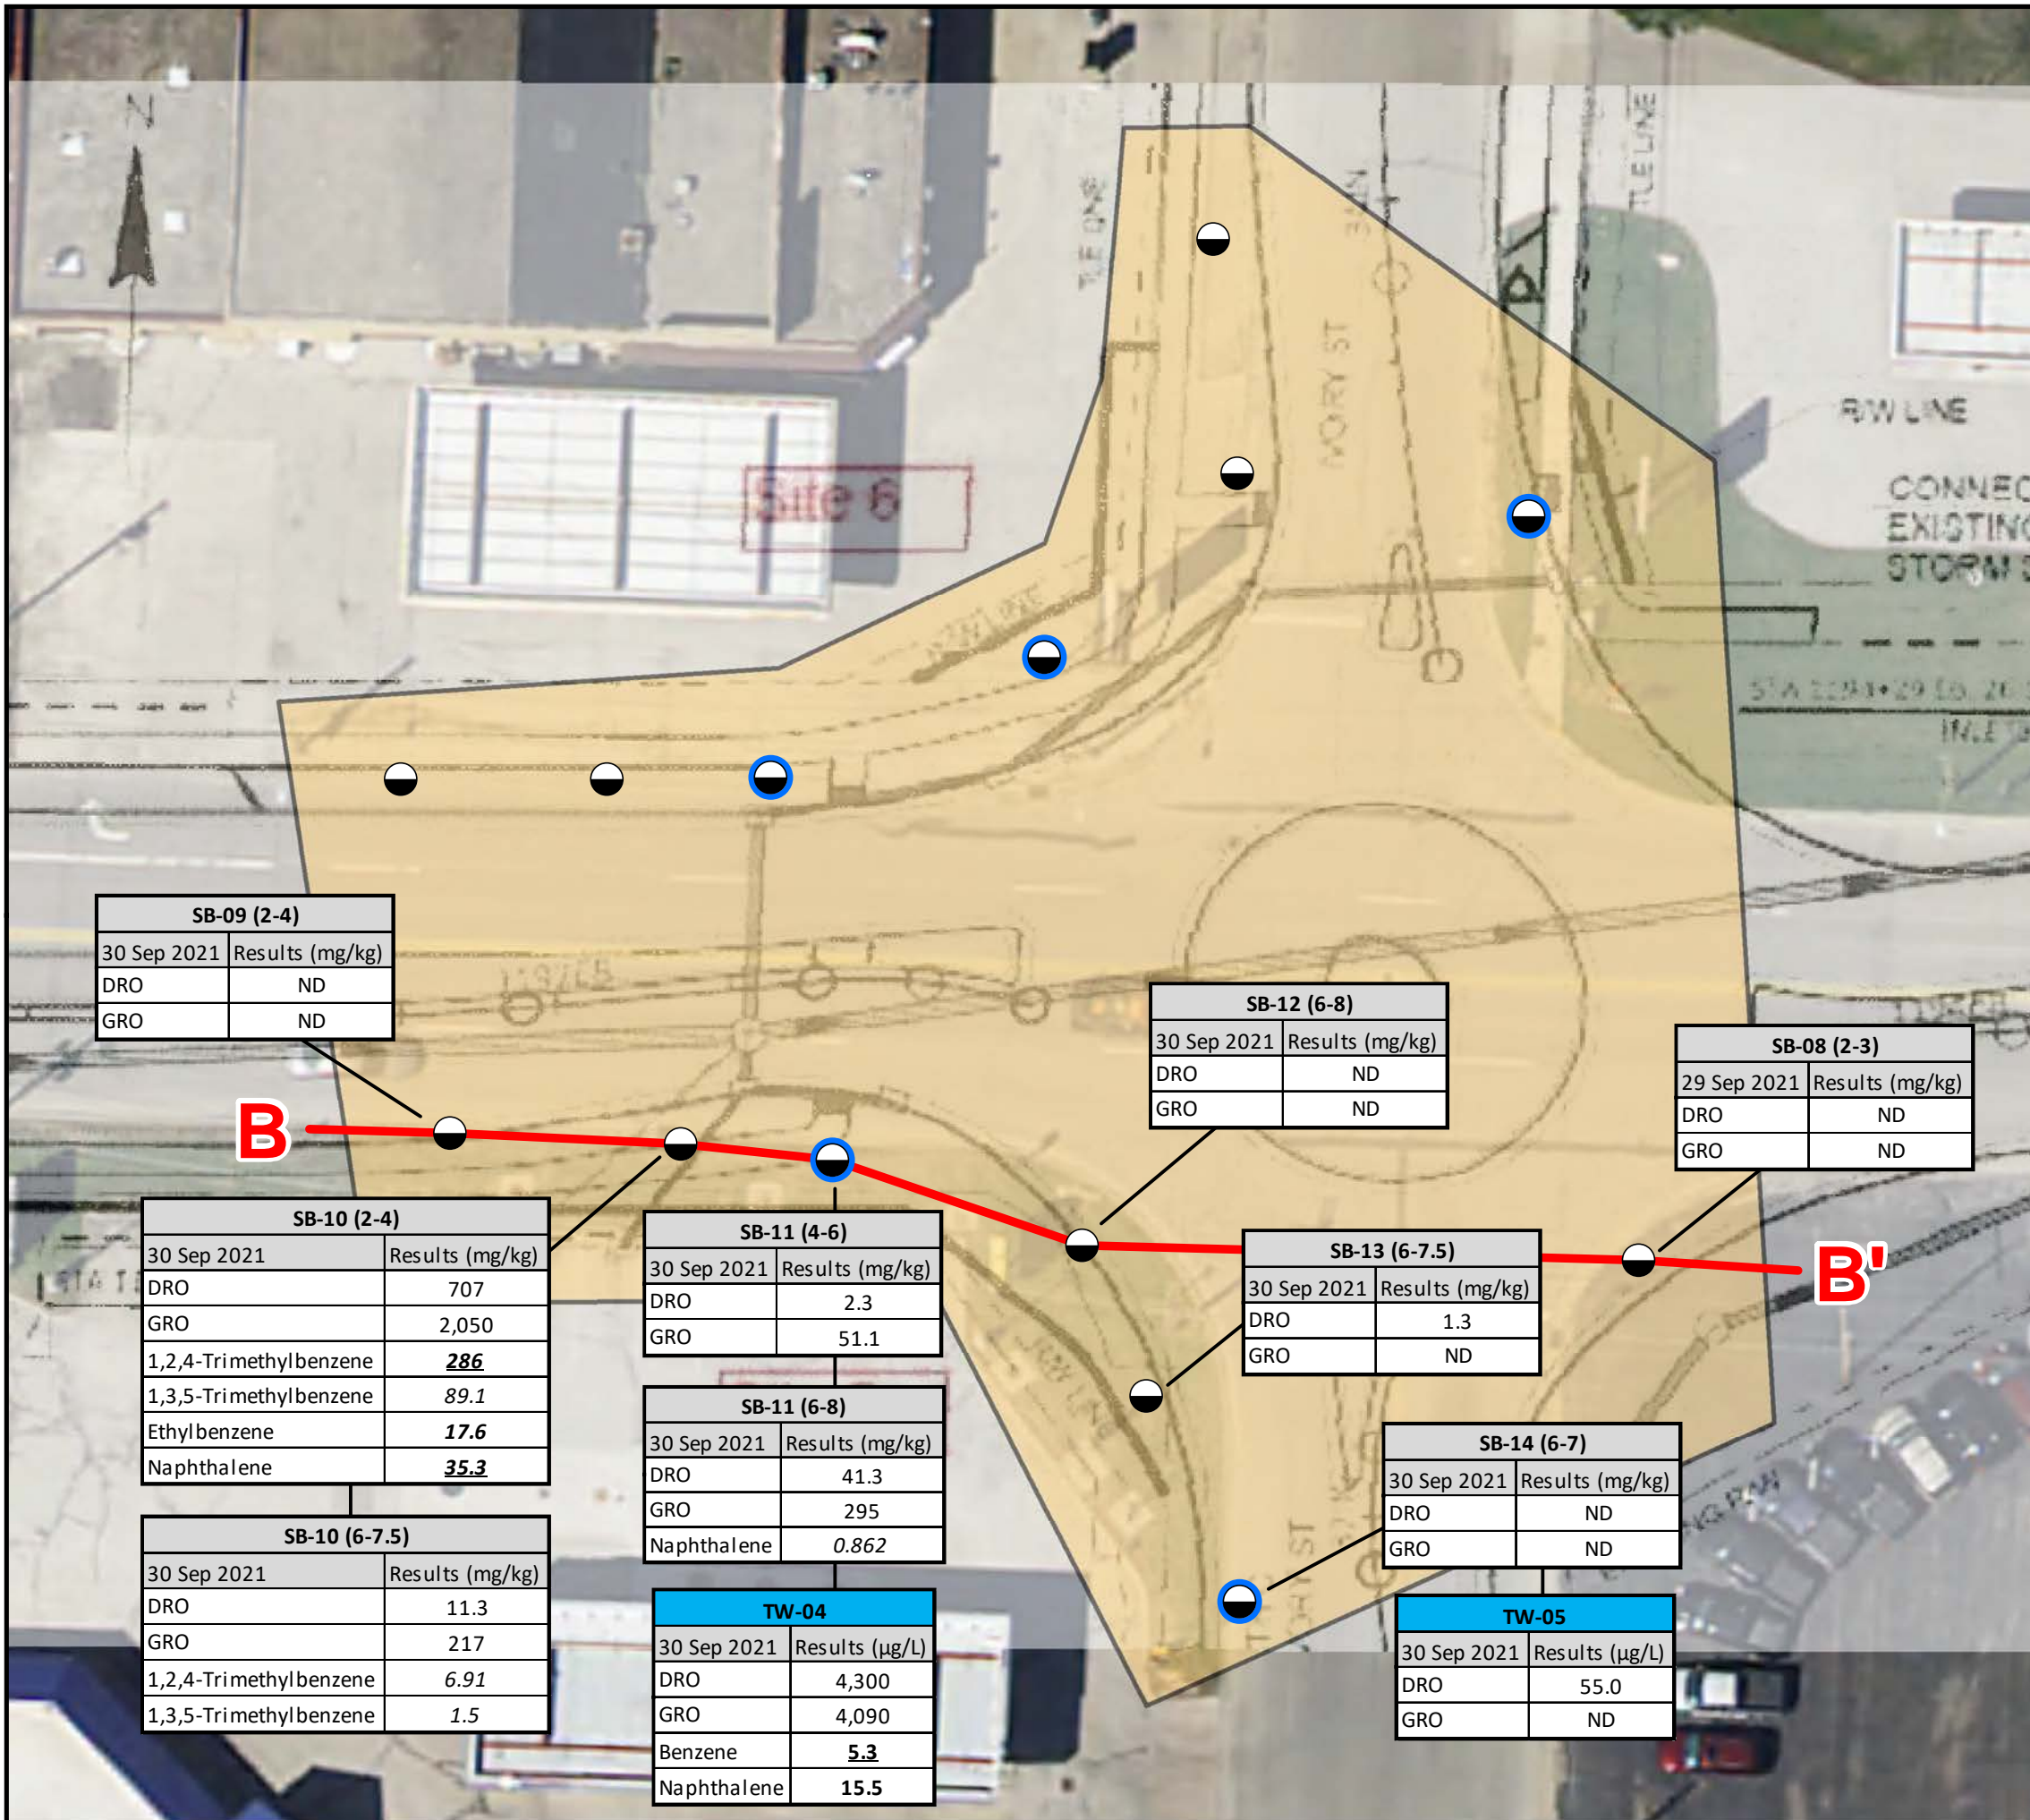 N
TLE LINE
TLE LINE
IVORY ST
R/W LINE
Site 6
CONNEC
EXISTING
STORM S
R/W LINE
SB-09 (2-4)
30 Sep 2021 Results (mg/kg)
DRO ND
GRO ND
SB-12 (6-8)
30 Sep 2021 Results (mg/kg)
DRO ND
GRO ND
SB-08 (2-3)
29 Sep 2021 Results (mg/kg)
DRO ND
GRO ND
B
B'
SB-10 (2-4)
30 Sep 2021 Results (mg/kg)
DRO 707
GRO 2,050
1,2,4-Trimethylbenzene 286
1,3,5-Trimethylbenzene 89.1
Ethylbenzene 17.6
Naphthalene 35.3
SB-10 (6-7.5)
30 Sep 2021 Results (mg/kg)
DRO 11.3
GRO 217
1,2,4-Trimethylbenzene 6.91
1,3,5-Trimethylbenzene 1.5
SB-11 (4-6)
30 Sep 2021 Results (mg/kg)
DRO 2.3
GRO 51.1
SB-11 (6-8)
30 Sep 2021 Results (mg/kg)
DRO 41.3
GRO 295
Naphthalene 0.862
TW-04
30 Sep 2021 Results (µg/L)
DRO 4,300
GRO 4,090
Benzene 5.3
Naphthalene 15.5
SB-13 (6-7.5)
30 Sep 2021 Results (mg/kg)
DRO 1.3
GRO ND
R/W LINE
SB-14 (6-7)
30 Sep 2021 Results (mg/kg)
DRO ND
GRO ND
TW-05
30 Sep 2021 Results (µg/L)
DRO 55.0
GRO ND